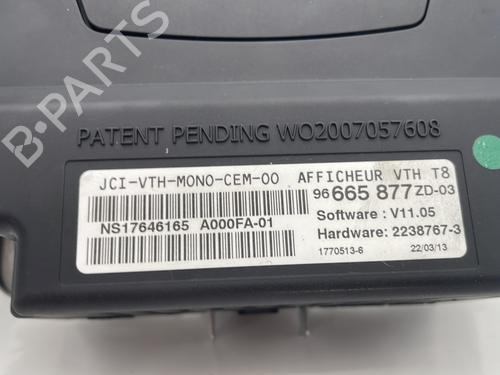 B-PARTS
PATENT PENDING WO2007057608
JCI-VTH-MONO-CEM-00 AFFICHEUR VTH T8
96 665 877 ZD-03
NS17646165 A000FA-01
Software : V11.05
Hardware: 2238767-3
1770513-6 22/03/13